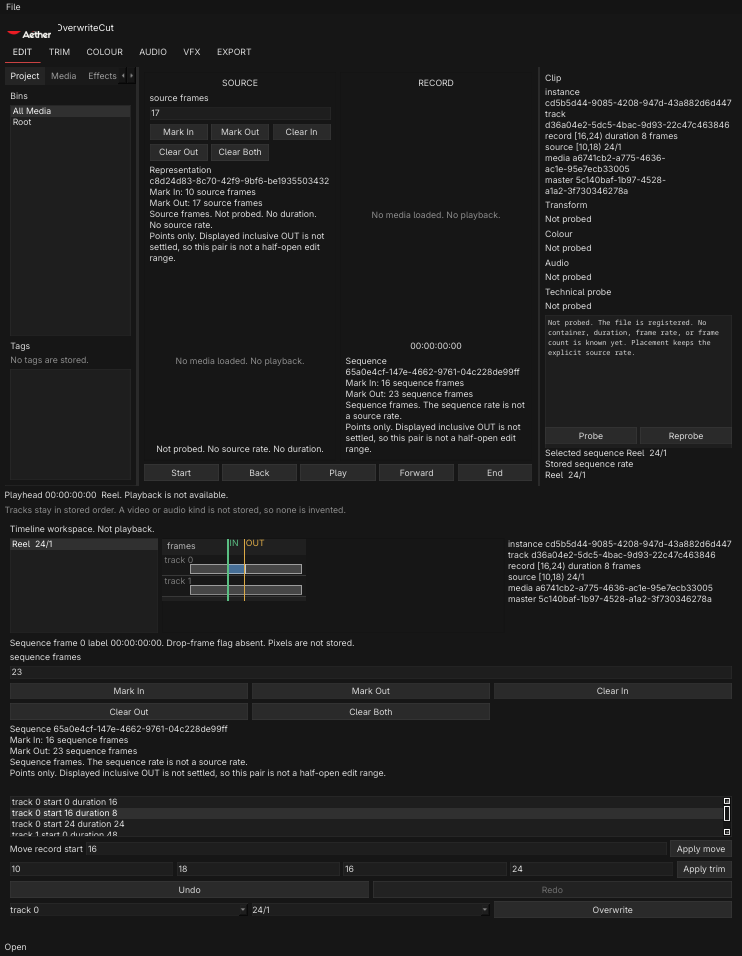 File
Aether
OverwriteCut
EDIT TRIM COLOUR AUDIO VFX EXPORT
Project Media Effects
Bins
All Media
Root
Tags
No tags are stored.
SOURCE
source frames
17
Mark In Mark Out Clear In
Clear Out Clear Both
Representation
c8d24d83-8c70-42f9-9bf6-be1935503432
Mark In: 10 source frames
Mark Out: 17 source frames
Source frames. Not probed. No duration.
No source rate.
Points only. Displayed inclusive OUT is not
settled, so this pair is not a half-open edit
range.
No media loaded. No playback.
Not probed. No source rate. No duration.
RECORD
No media loaded. No playback.
00:00:00:00
Sequence
65a0e4cf-147e-4662-9761-04c228de99ff
Mark In: 16 sequence frames
Mark Out: 23 sequence frames
Sequence frames. The sequence rate is not
a source rate.
Points only. Displayed inclusive OUT is not
settled, so this pair is not a half-open edit
range.
Start Back Play Forward End
Clip
instance
cd5b5d44-9085-4208-947d-43a882d6d447
track
d36a04e2-5dc5-4bac-9d93-22c47c463846
record [16,24) duration 8 frames
source [10,18) 24/1
media a6741cb2-a775-4636-
ac1e-95e7ecb33005
master 5c140baf-1b97-4528-
a1a2-3f730346278a
Transform
Not probed
Colour
Not probed
Audio
Not probed
Technical probe
Not probed
Not probed. The file is registered. No
container, duration, frame rate, or frame
count is known yet. Placement keeps the
explicit source rate.
Probe Reprobe
Selected sequence Reel 24/1
Stored sequence rate
Reel 24/1
Playhead 00:00:00:00 Reel. Playback is not available.
Tracks stay in stored order. A video or audio kind is not stored, so none is invented.
Timeline workspace. Not playback.
Reel 24/1
frames IN OUT
track 0
track 1
instance cd5b5d44-9085-4208-947d-43a882d6d447
track d36a04e2-5dc5-4bac-9d93-22c47c463846
record [16,24) duration 8 frames
source [10,18) 24/1
media a6741cb2-a775-4636-ac1e-95e7ecb33005
master 5c140baf-1b97-4528-a1a2-3f730346278a
Sequence frame 0 label 00:00:00:00. Drop-frame flag absent. Pixels are not stored.
sequence frames
23
Mark In Mark Out Clear In
Clear Out Clear Both
Sequence 65a0e4cf-147e-4662-9761-04c228de99ff
Mark In: 16 sequence frames
Mark Out: 23 sequence frames
Sequence frames. The sequence rate is not a source rate.
Points only. Displayed inclusive OUT is not settled, so this pair is not a half-open edit range.
track 0 start 0 duration 16
track 0 start 16 duration 8
track 0 start 24 duration 24
track 1 start 0 duration 48
Move record start 16 Apply move
10 18 16 24 Apply trim
Undo Redo
track 0 24/1 Overwrite
Open